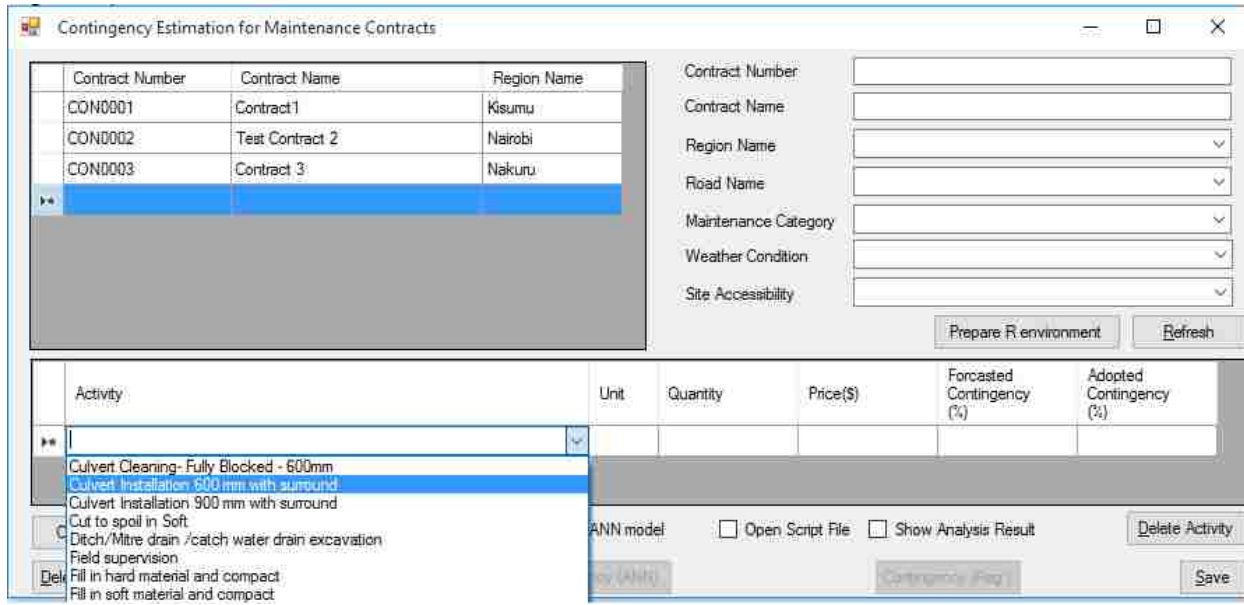 Contingency Estimation for Maintenance Contracts
Contract Number Contract Name Region Name
CON0001 Contract1 Kisumu
CON0002 Test Contract 2 Nairobi
CON0003 Contract 3 Nakuru
Contract Number
Contract Name
Region Name
Road Name
Maintenance Category
Weather Condition
Site Accessibility
Prepare R environment Refresh
Activity Unit Quantity Price($) Forcasted Adopted
Contingency Contingency
(%) (%)
Culvert Cleaning- Fully Blocked - 600mm
Culvert Installation 600 mm with surround
Culvert Installation 900 mm with surround
Cut to spoil in Soft
Ditch/Mitre drain /catch water drain excavation
Field supervision
Fill in hard material and compact
Fill in soft material and compact
ANN model Open Script File Show Analysis Result Delete Activity
(ANN) Contingency (Reg.) Save